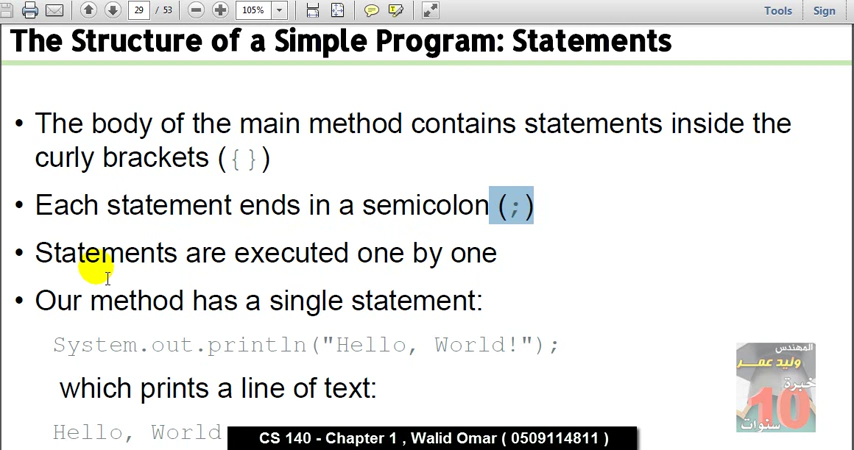 29 / 53 105% Tools Sign
The Structure of a Simple Program: Statements
• The body of the main method contains statements inside the
curly brackets ({})
• Each statement ends in a semicolon (;)
• Statements are executed one by one
• Our method has a single statement:
System.out.println("Hello, World!");
which prints a line of text:
Hello, World
المهندس
وليد عمر
خبرة
10
سنوات
CS 140 - Chapter 1 , Walid Omar ( 0509114811 )